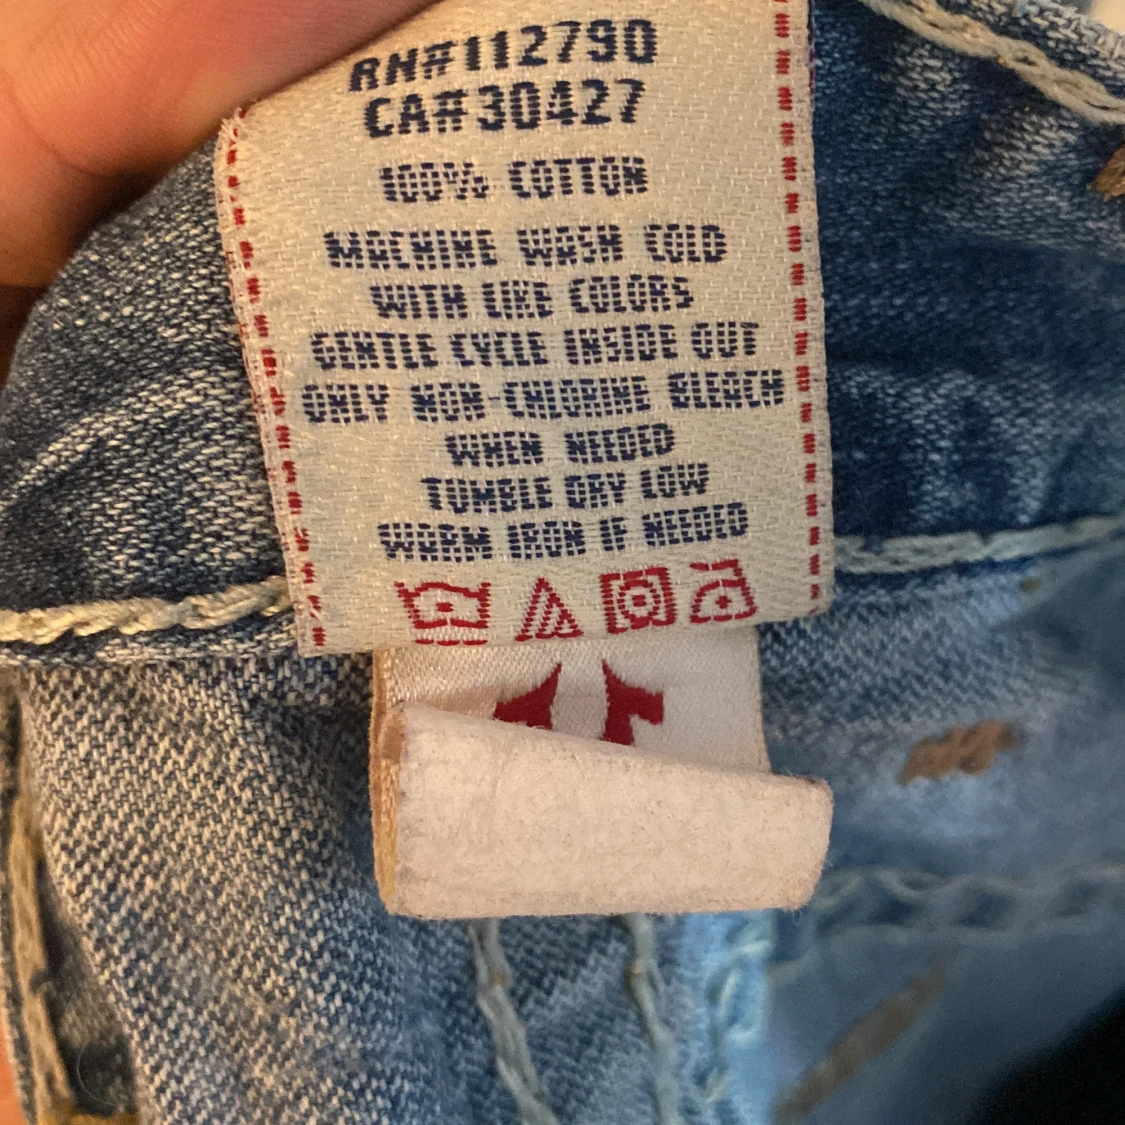 RN#112790
CA#30427
100% COTTON
MACHINE WASH COLD
WITH LIKE COLORS
GENTLE CYCLE INSIDE OUT
ONLY NON-CHLORINE BLEACH
WHEN NEEDED
TUMBLE DRY LOW
WARM IRON IF NEEDED